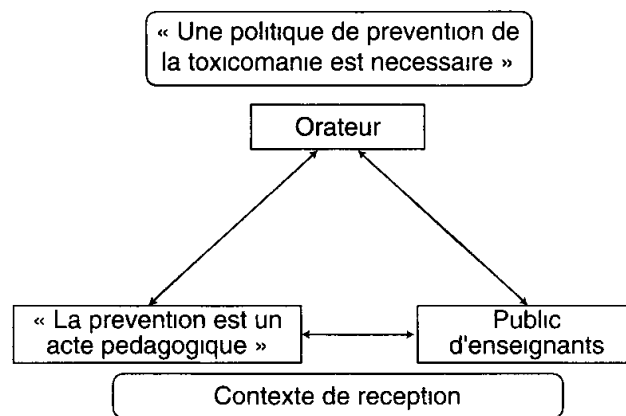 « Une politique de prevention de
la toxicomanie est necessaire »
Orateur
« La prevention est un
acte pedagogique »
Public
d'enseignants
Contexte de reception